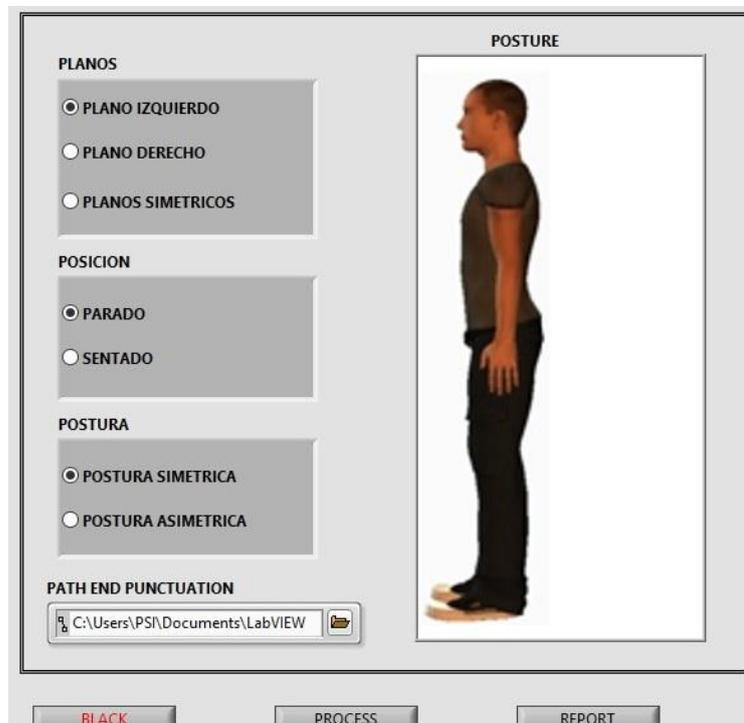 POSTURE
PLANOS
PLANO IZQUIERDO
PLANO DERECHO
PLANOS SIMETRICOS
POSICION
PARADO
SENTADO
POSTURA
POSTURA SIMETRICA
POSTURA ASIMETRICA
PATH END PUNCTUATION
C:\Users\PSI\Documents\LabVIEW
BLACK PROCESS REPORT